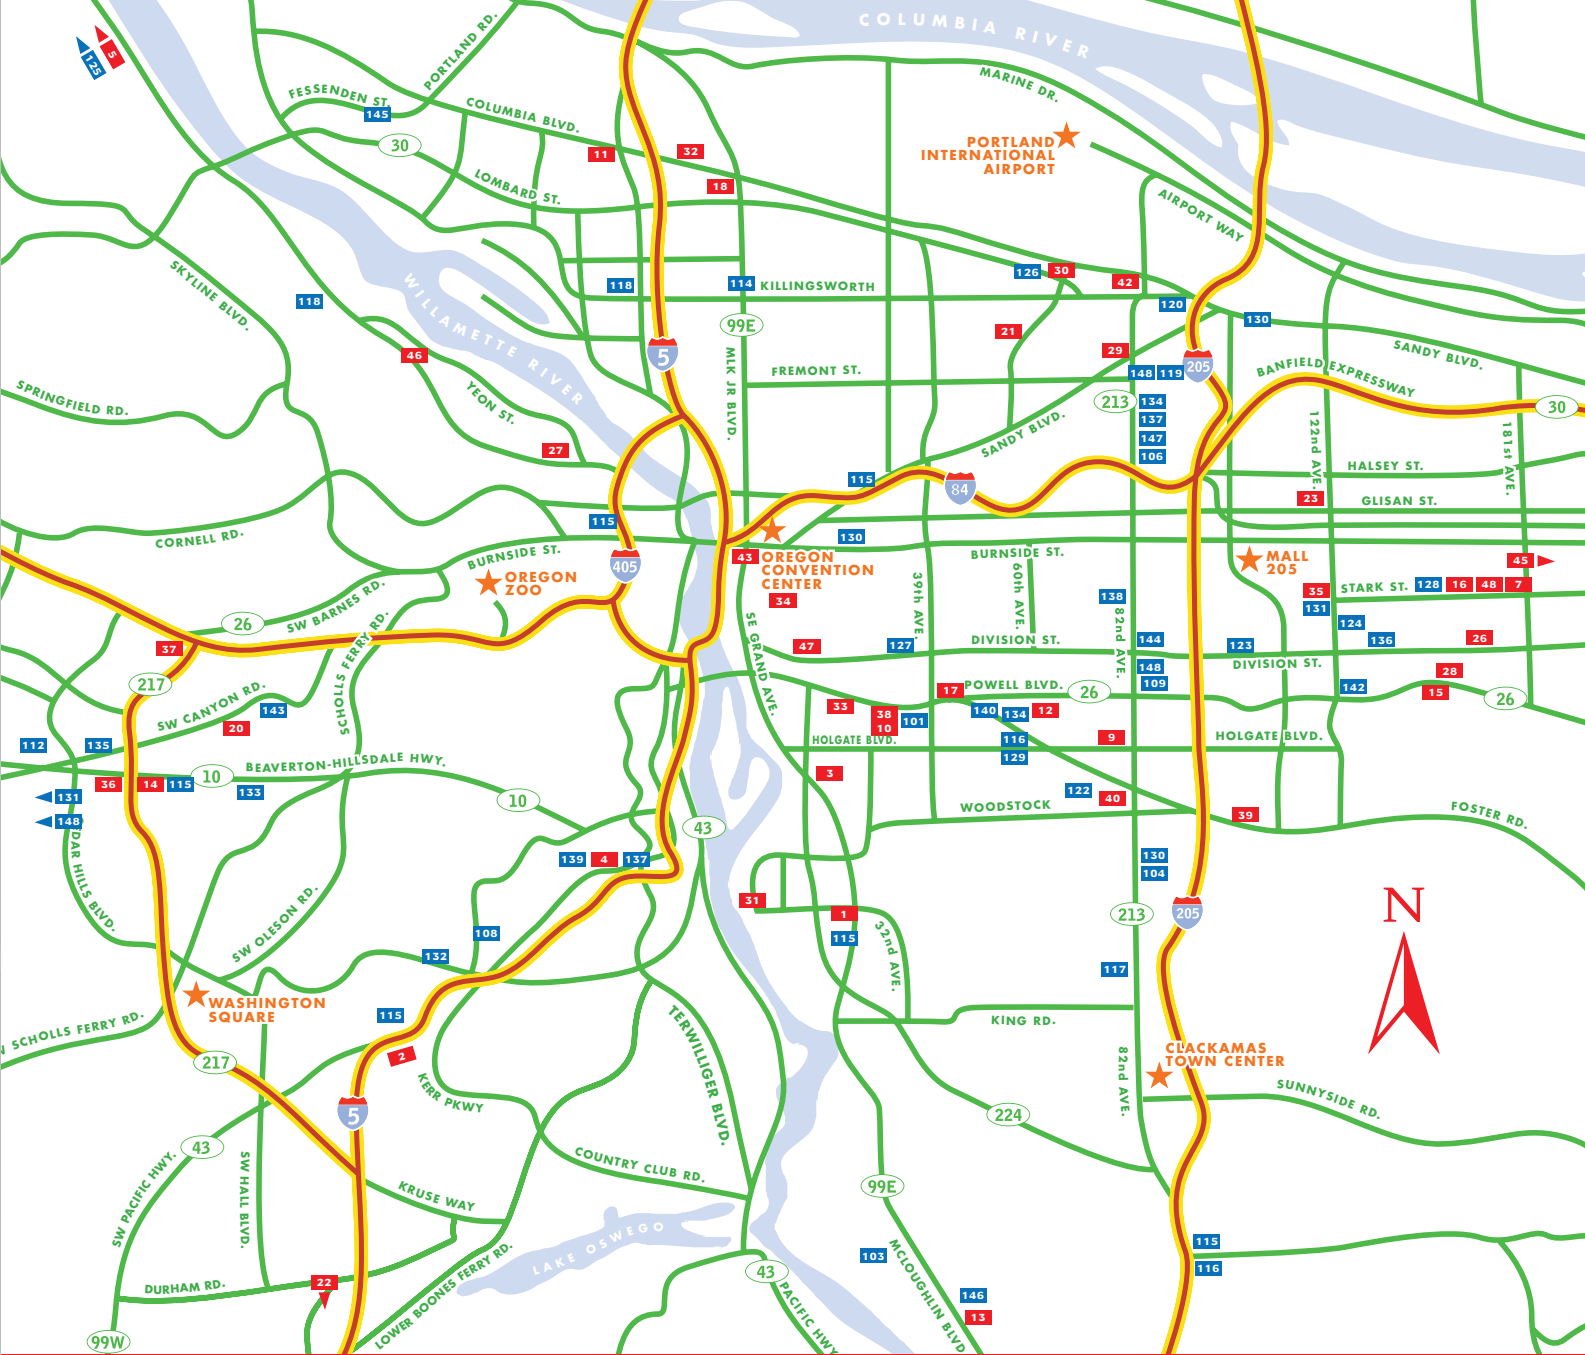 COLUMBIA RIVER
PORTLAND RD.
5
125
MARINE DR.
FESSENDEN ST.
145
COLUMBIA BLVD.
30
PORTLAND
INTERNATIONAL
AIRPORT
11
32
18
LOMBARD ST.
AIRPORT WAY
SKYLINE BLVD.
118
118
114
KILLINGSWORTH
126
30
42
120
130
WILLAMETTE RIVER
99E
21
46
5
29
205
SANDY BLVD.
MLK JR BLVD.
FREMONT ST.
148
119
BANFIELD EXPRESSWAY
SPRINGFIELD RD.
YEON ST.
213
134
137
147
106
30
SANDY BLVD.
122nd AVE.
181st AVE.
27
HALSEY ST.
115
84
23
GLISAN ST.
115
CORNELL RD.
130
BURNSIDE ST.
43
OREGON
CONVENTION
CENTER
BURNSIDE ST.
MALL
205
45
405
OREGON
ZOO
34
39th AVE.
60th AVE.
138
82nd AVE.
35
131
STARK ST.
128
16
48
7
SW BARNES RD.
26
124
37
SCHOLLS FERRY RD.
SE GRAND AVE.
47
127
DIVISION ST.
144
123
136
26
DIVISION ST.
148
109
28
217
SW CANYON RD.
143
20
17
POWELL BLVD.
26
142
15
26
33
38
10
101
140
134
12
112
135
HOLGATE BLVD.
116
129
9
HOLGATE BLVD.
BEAVERTON-HILLSDALE HWY.
10
36
14
115
133
3
131
148
10
122
40
WOODSTOCK
39
FOSTER RD.
43
DAR HILLS BLVD.
139
4
137
130
104
SW OLESON RD.
31
1
115
213
205
N
108
132
32nd AVE.
117
WASHINGTON
SQUARE
115
W SCHOLLS FERRY RD.
2
TERWILLIGER BLVD.
KING RD.
217
KERR PKWY
82nd AVE.
CLACKAMAS
TOWN CENTER
SUNNYSIDE RD.
5
224
43
SW PACIFIC HWY.
SW HALL BLVD.
COUNTRY CLUB RD.
KRUSE WAY
99E
LAKE OSWEGO
LOWER BOONES FERRY RD.
103
MCLOUGHLIN BLVD
115
116
DURHAM RD.
22
43
PACIFIC HWY
146
13
99W